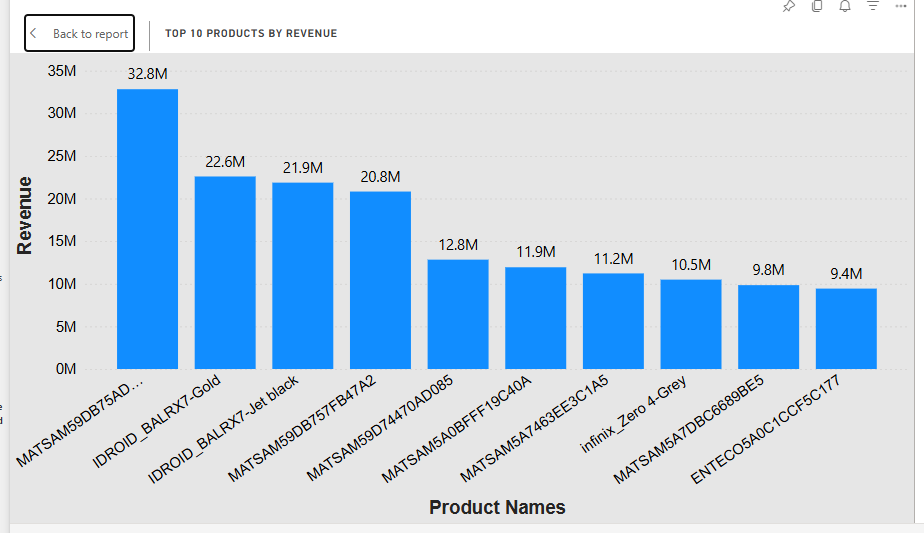 Back to report
TOP 10 PRODUCTS BY REVENUE
35M
30M
25M
20M
15M
10M
5M
0M
Revenue
32.8M
22.6M
21.9M
20.8M
12.8M
11.9M
11.2M
10.5M
9.8M
9.4M
MATSAM59DB75AD...
IDROID_BALRX7-Gold
IDROID_BALRX7-Jet black
MATSAM59DB757FB47A2
MATSAM59D74470AD085
MATSAM5A0BFFF19C40A
MATSAM5A7463EE3C1A5
infinix_Zero 4-Grey
MATSAM5A7DBC6689BE5
ENTECO5A0C1CCF5C177
Product Names